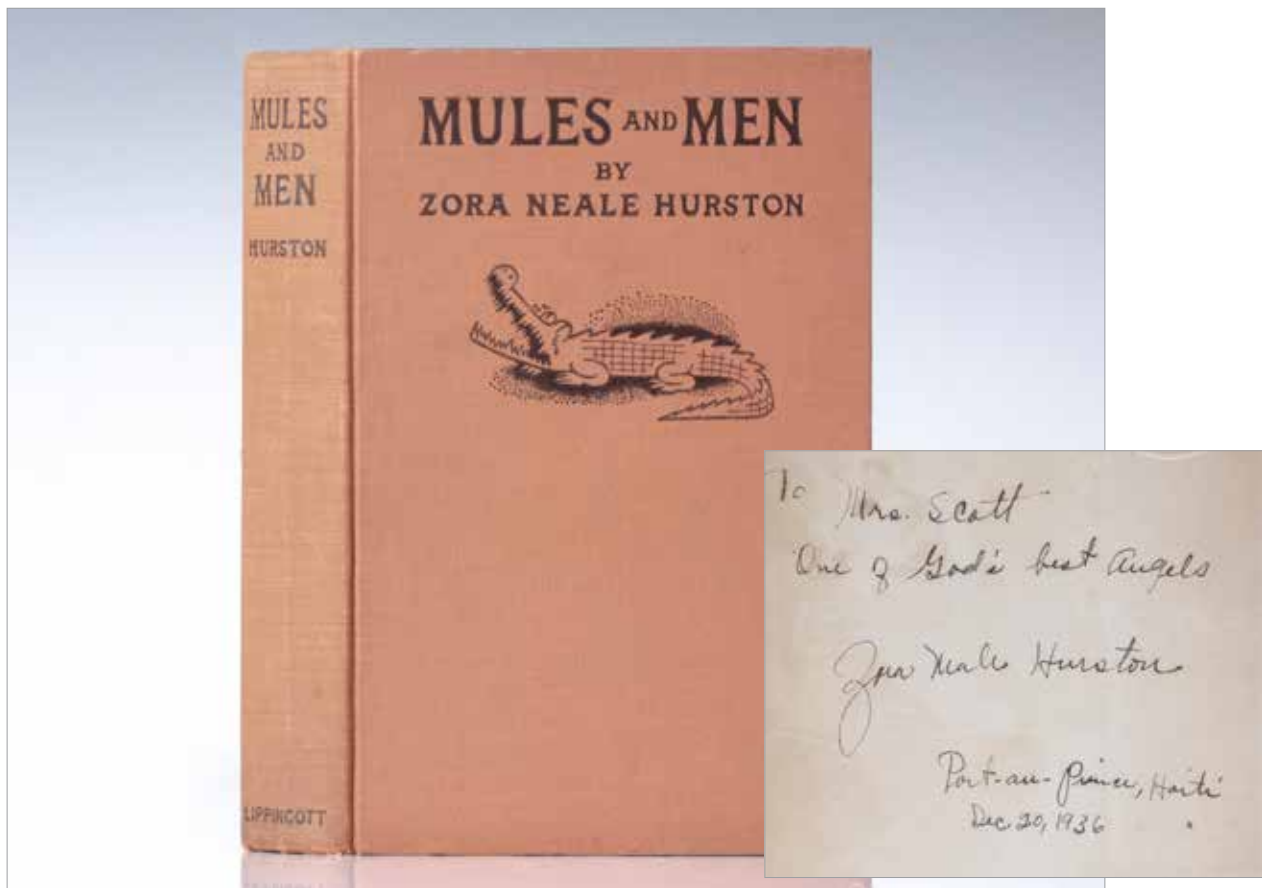 MULES
AND
MEN
HURSTON
LIPPINCOTT
MULES AND MEN
BY
ZORA NEALE HURSTON
To Mrs. Scott
One of God's best Angels
Zora Neale Hurston
Port-au-Prince, Haiti
Dec 20, 1936